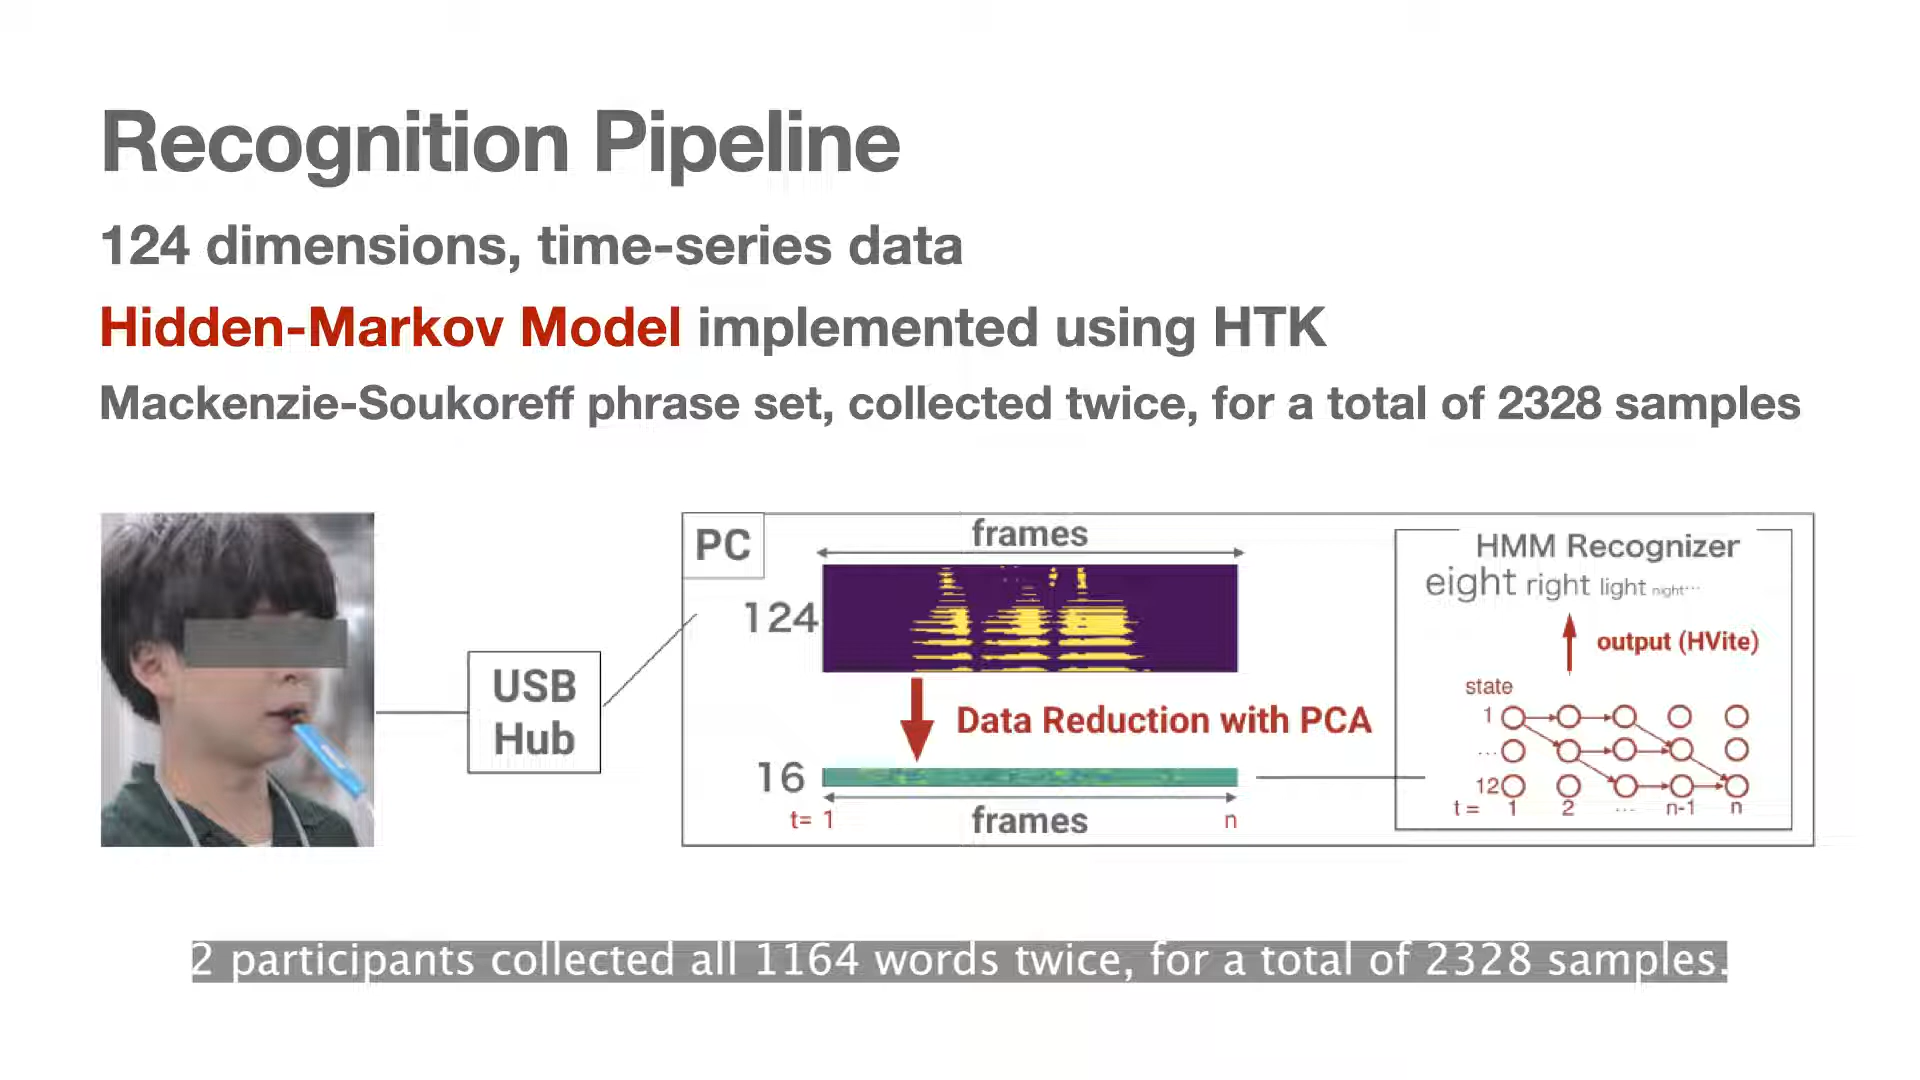 Recognition Pipeline
124 dimensions, time-series data
Hidden-Markov Model implemented using HTK
Mackenzie-Soukoreff phrase set, collected twice, for a total of 2328 samples
USB
Hub
PC
frames
124
Data Reduction with PCA
16
t= 1
frames
n
HMM Recognizer
eight right light night...
output (HVite)
state
1
...
12
t = 1 2 ... n-1 n
2 participants collected all 1164 words twice, for a total of 2328 samples.